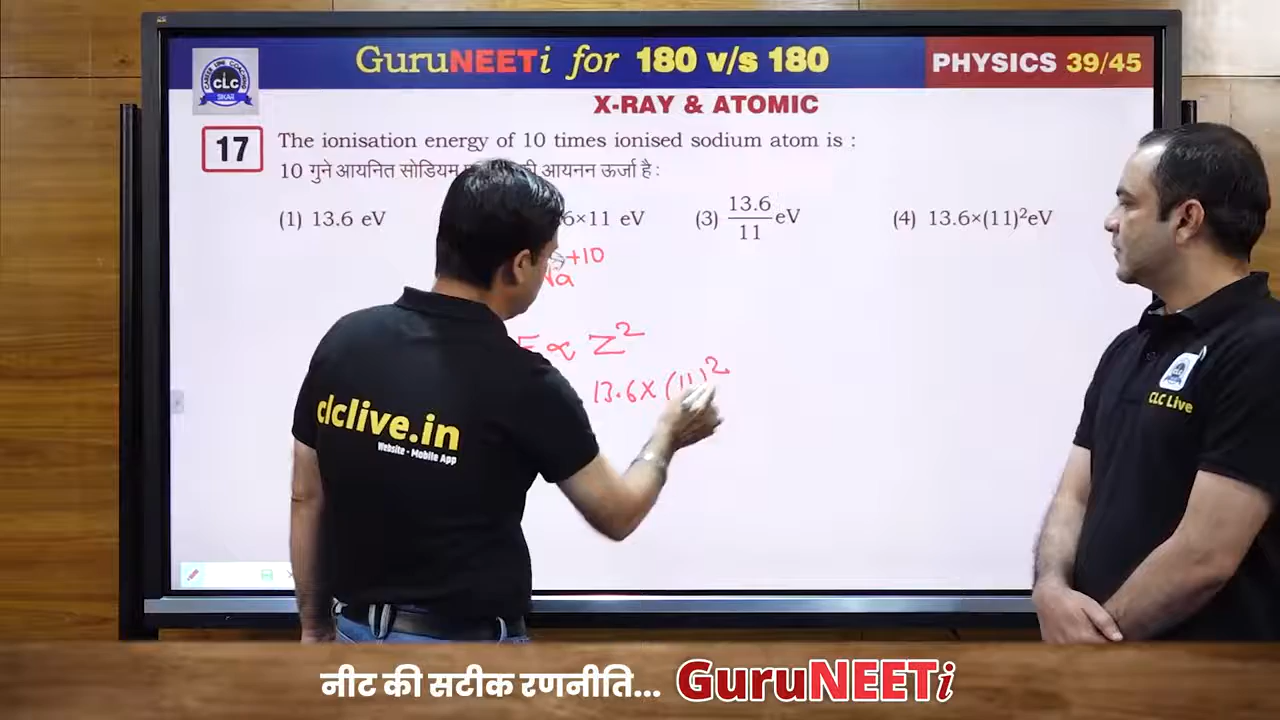 GuruNEETi for 180 v/s 180
PHYSICS 39/45
CLC
SIKAR
X-RAY & ATOMIC
17
The ionisation energy of 10 times ionised sodium atom is :
10 गुने आयनित सोडियम की आयनन ऊर्जा है :
(1) 13.6 eV
6×11 eV
(3) 13.6/11 eV
(4) 13.6×(11)²eV
a+10
E ∝ Z²
13.6×(11)²
clclive.in
Website - Mobile App
CLC Live
नीट की सटीक रणनीति... GuruNEETi